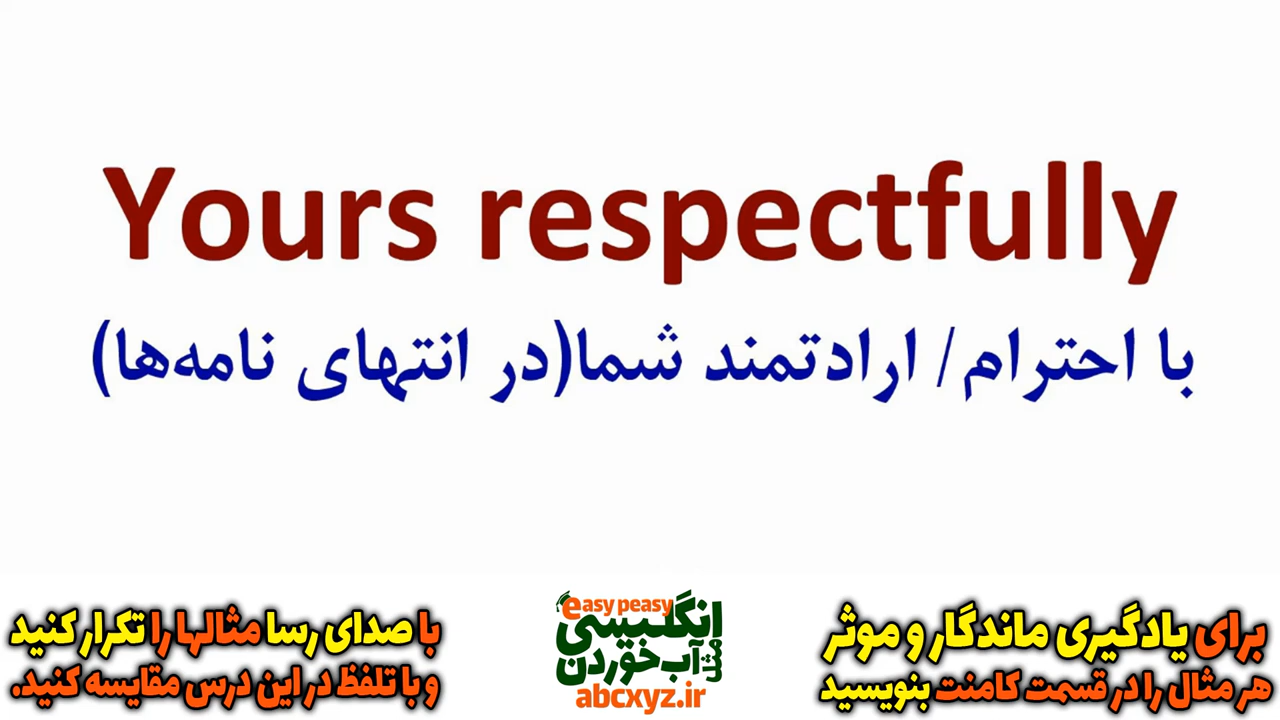 Yours respectfully
با احترام/ ارادتمند شما(در انتهای نامه‌ها)
برای یادگیری ماندگار و موثر
هر مثال را در قسمت کامنت بنویسید
easy peasy
انگلیسی
مثل آب خوردن
abcxyz.ir
با صدای رسا مثالها را تکرار کنید
و با تلفظ در این درس مقایسه کنید.